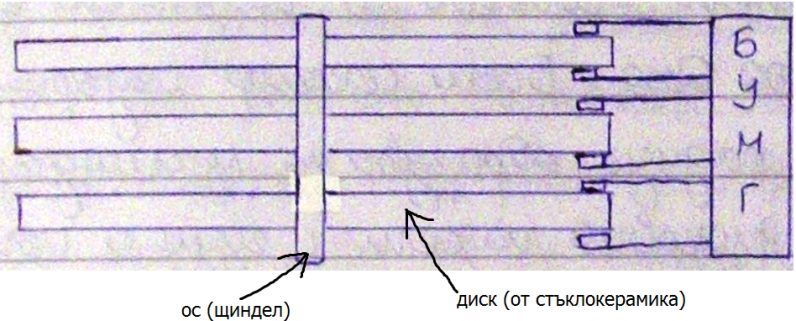 Б
У
М
Г
ос (щиндел)
диск (от стъклокерамика)